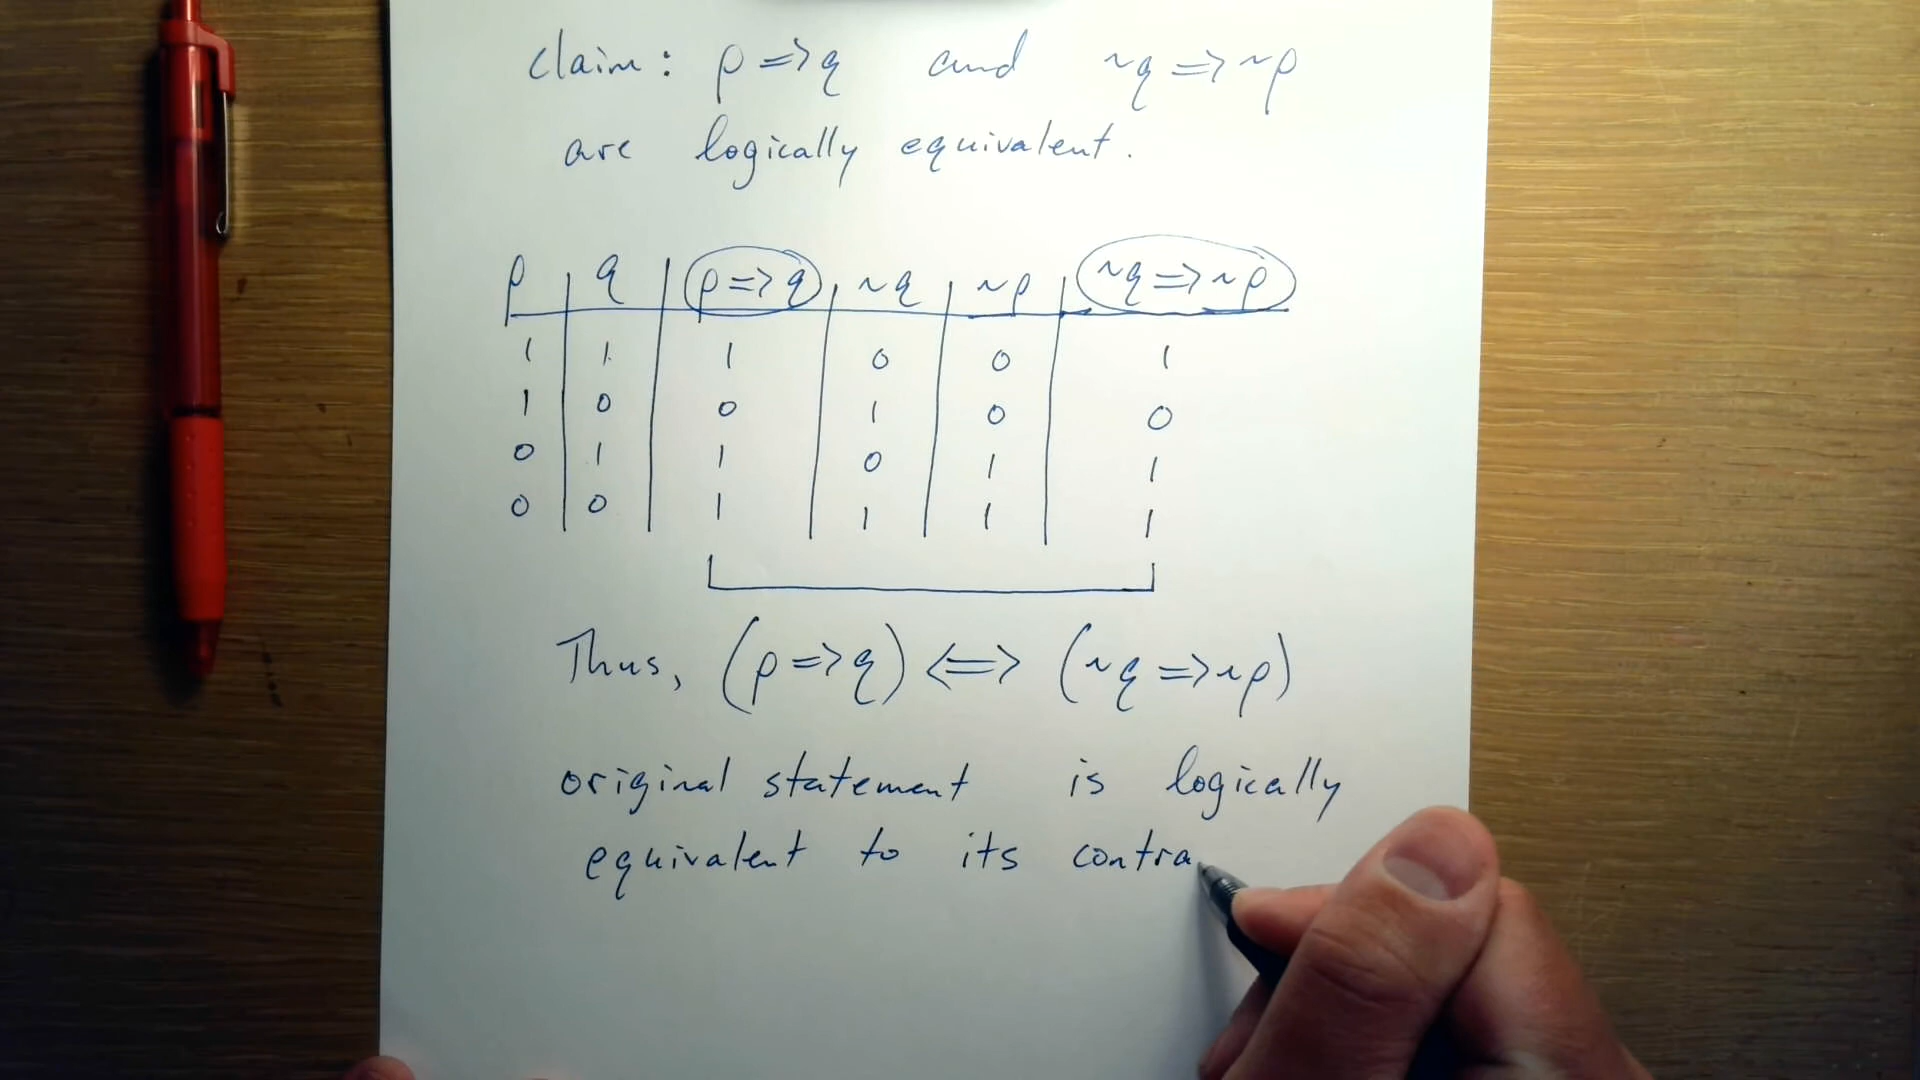 Claim: p => q and ~q => ~p
are logically equivalent.
p | q | p => q | ~q | ~p | ~q => ~p
1 | 1 | 1 | 0 | 0 | 1
1 | 0 | 0 | 1 | 0 | 0
0 | 1 | 1 | 0 | 1 | 1
0 | 0 | 1 | 1 | 1 | 1
Thus, (p => q) <=> (~q => ~p)
original statement is logically
equivalent to its contra